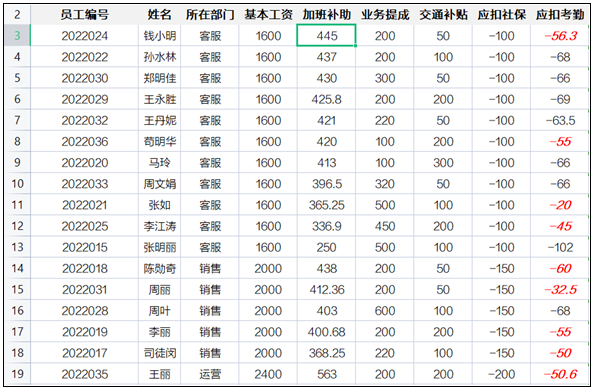 2 员工编号 姓名 所在部门 基本工资 加班补助 业务提成 交通补贴 应扣社保 应扣考勤
3 2022024 钱小明 客服 1600 445 200 50 -100 -56.3
4 2022022 孙水林 客服 1600 437 200 100 -100 -68
5 2022030 郑明佳 客服 1600 430 300 50 -100 -66
6 2022029 王永胜 客服 1600 425.8 200 200 -100 -69
7 2022032 王丹妮 客服 1600 421 220 50 -100 -63.5
8 2022036 苟明华 客服 1600 420 100 200 -100 -55
9 2022020 马玲 客服 1600 413 100 300 -100 -66
10 2022033 周文娟 客服 1600 396.5 320 50 -100 -66
11 2022021 张如 客服 1600 365.25 500 100 -100 -20
12 2022025 李江涛 客服 1600 336.9 450 200 -100 -45
13 2022015 张明丽 客服 1600 250 500 100 -100 -102
14 2022018 陈勋奇 销售 2000 438 200 50 -150 -60
15 2022031 周丽 销售 2000 412.36 200 50 -150 -32.5
16 2022028 周叶 销售 2000 403 600 100 -150 -68
17 2022019 李丽 销售 2000 400.68 200 200 -150 -55
18 2022017 司徒闵 销售 2000 368.25 220 100 -150 -50
19 2022035 王丽 运营 2400 563 200 200 -200 -50.6